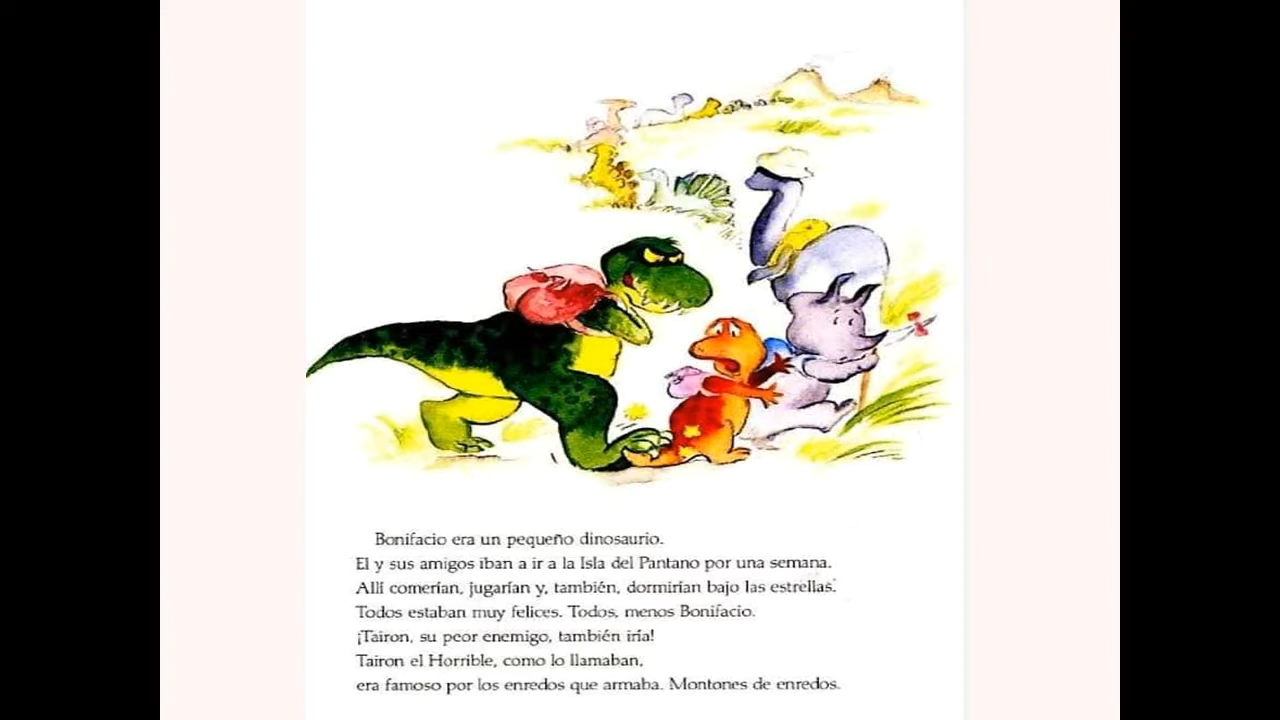 Bonifacio era un pequeño dinosaurio.
El y sus amigos iban a ir a la Isla del Pantano por una semana.
Allí comerían, jugarían y, también, dormirían bajo las estrellas.
Todos estaban muy felices. Todos, menos Bonifacio.
¡Tairon, su peor enemigo, también iría!
Tairon el Horrible, como lo llamaban,
era famoso por los enredos que armaba. Montones de enredos.